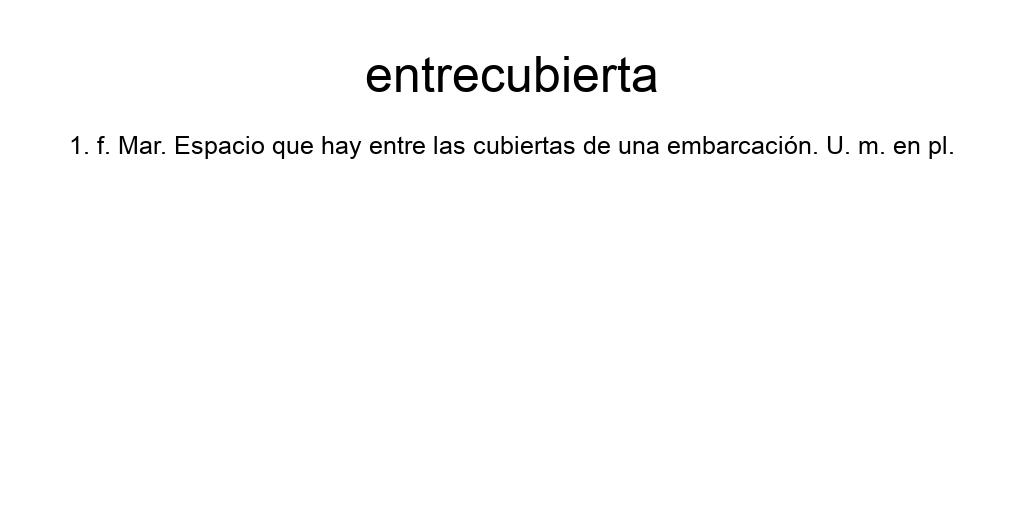 entrecubierta
1. f. Mar. Espacio que hay entre las cubiertas de una embarcación. U. m. en pl.